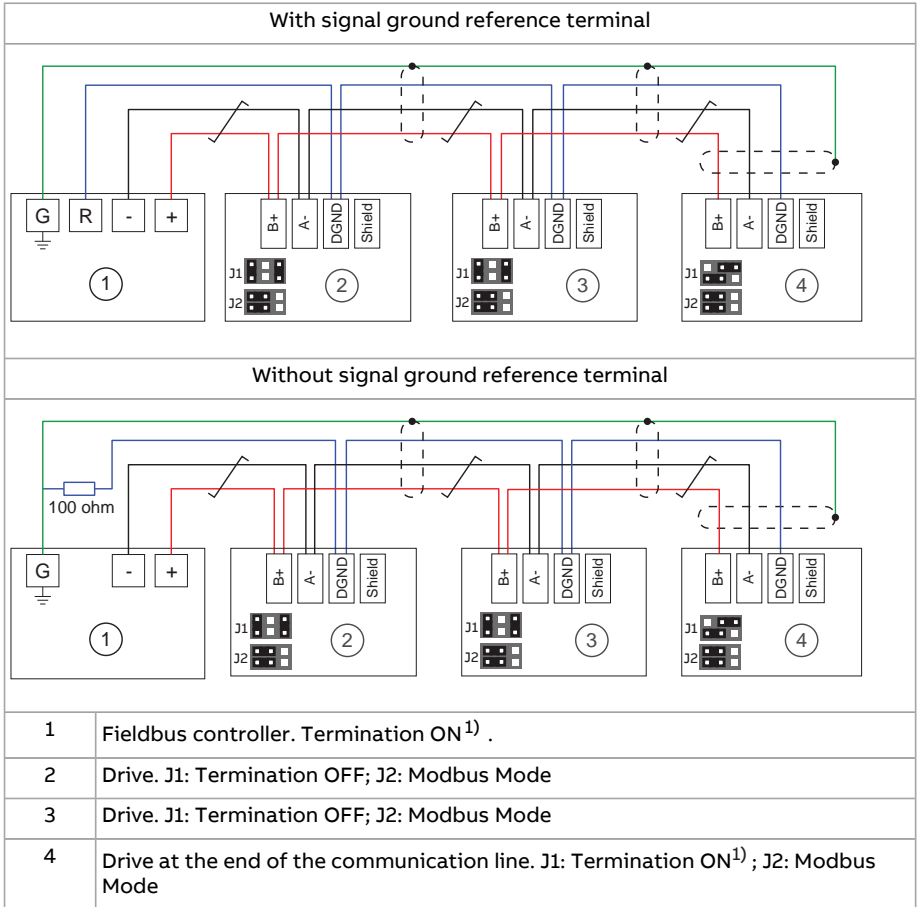 With signal ground reference terminal
G R - +
B+ A- DGND Shield
B+ A- DGND Shield
B+ A- DGND Shield
J1
J2
J1
J2
J1
J2
1
2
3
4
Without signal ground reference terminal
100 ohm
G - +
B+ A- DGND Shield
B+ A- DGND Shield
B+ A- DGND Shield
J1
J2
J1
J2
J1
J2
1
2
3
4
1 Fieldbus controller. Termination ON1) .
2 Drive. J1: Termination OFF; J2: Modbus Mode
3 Drive. J1: Termination OFF; J2: Modbus Mode
4 Drive at the end of the communication line. J1: Termination ON1) ; J2: Modbus
Mode